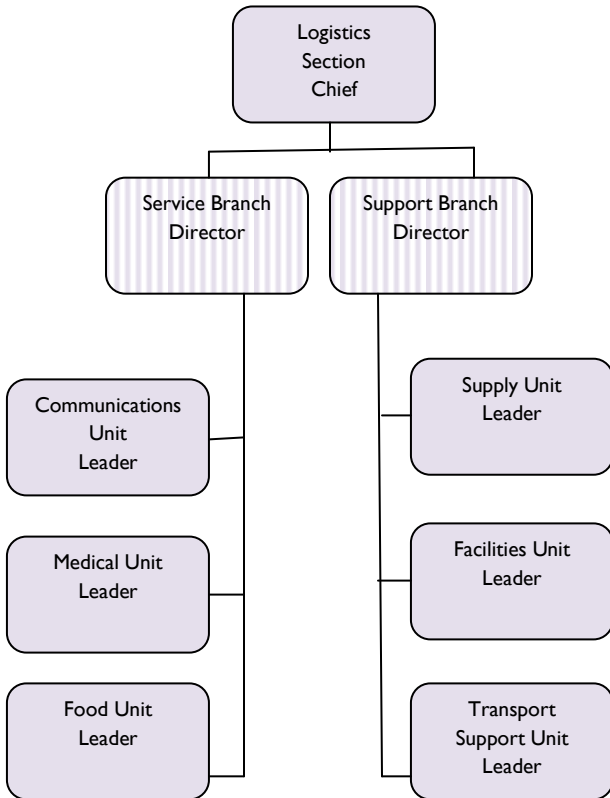 Logistics
Section
Chief
Service Branch
Director
Support Branch
Director
Communications
Unit
Leader
Medical Unit
Leader
Food Unit
Leader
Supply Unit
Leader
Facilities Unit
Leader
Transport
Support Unit
Leader